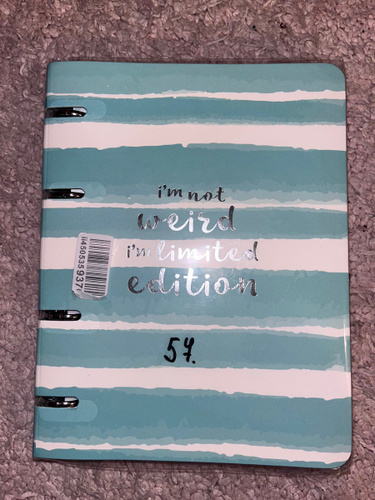 i'm not
weird
i'm limited
edition
57.